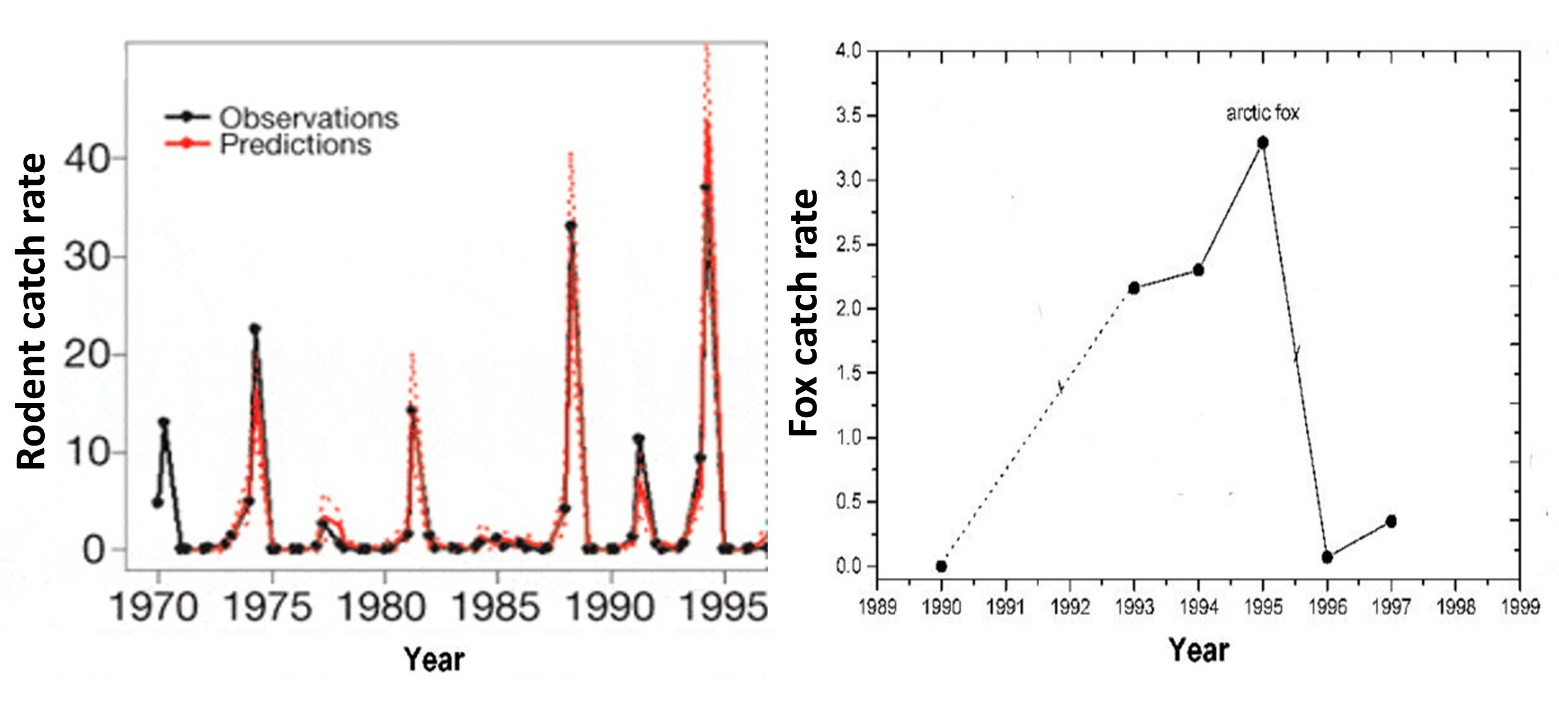 Rodent catch rate
Observations
Predictions
40
30
20
10
0
1970 1975 1980 1985 1990 1995
Year
Fox catch rate
4.0
3.5
3.0
2.5
2.0
1.5
1.0
0.5
0.0
arctic fox
1989 1990 1991 1992 1993 1994 1995 1996 1997 1998 1999
Year